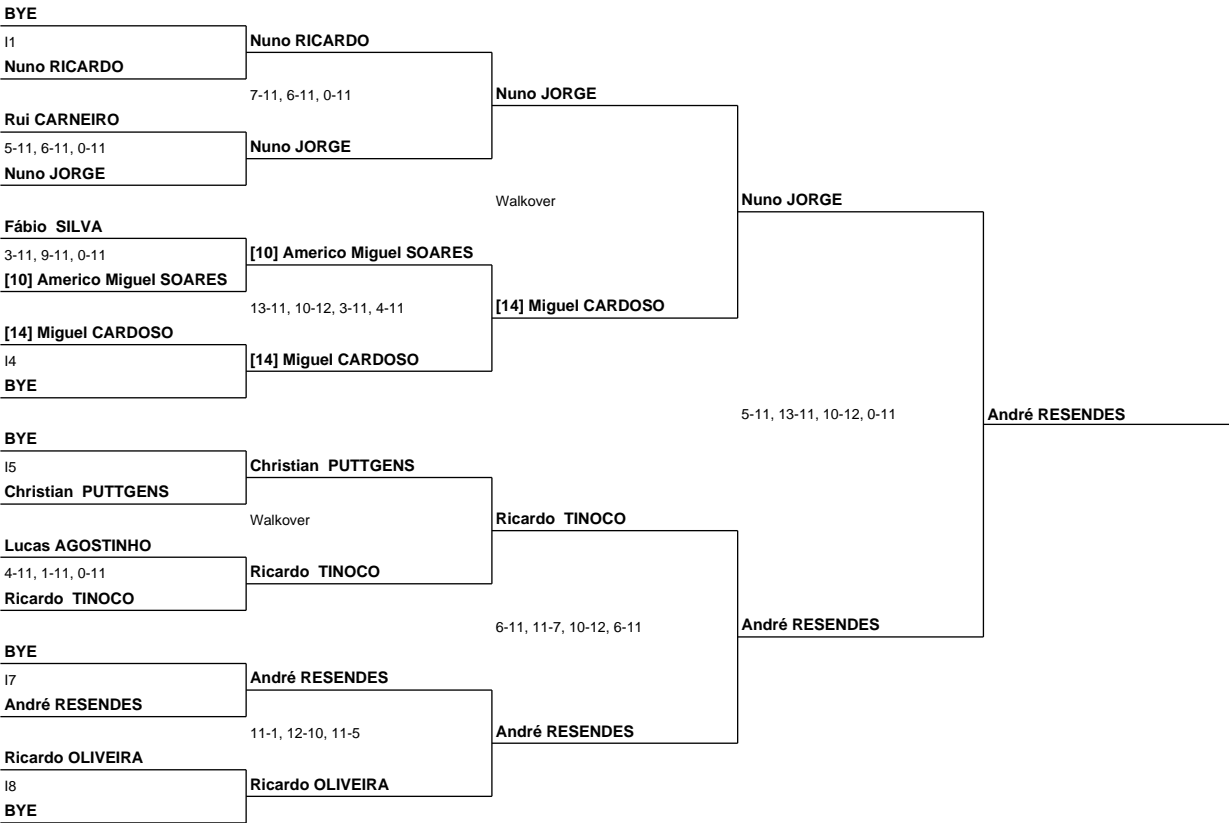 BYE
I1
Nuno RICARDO
Rui CARNEIRO
5-11, 6-11, 0-11
Nuno JORGE
Fábio  SILVA
3-11, 9-11, 0-11
[10] Americo Miguel SOARES
[14] Miguel CARDOSO
I4
BYE
BYE
I5
Christian  PUTTGENS
Lucas AGOSTINHO
4-11, 1-11, 0-11
Ricardo  TINOCO
BYE
I7
André RESENDES
Ricardo OLIVEIRA
I8
BYE
Nuno RICARDO
7-11, 6-11, 0-11
Nuno JORGE
[10] Americo Miguel SOARES
13-11, 10-12, 3-11, 4-11
[14] Miguel CARDOSO
Christian  PUTTGENS
Walkover
Ricardo  TINOCO
André RESENDES
11-1, 12-10, 11-5
Ricardo OLIVEIRA
Nuno JORGE
Walkover
[14] Miguel CARDOSO
Ricardo  TINOCO
6-11, 11-7, 10-12, 6-11
André RESENDES
Nuno JORGE
5-11, 13-11, 10-12, 0-11
André RESENDES
André RESENDES